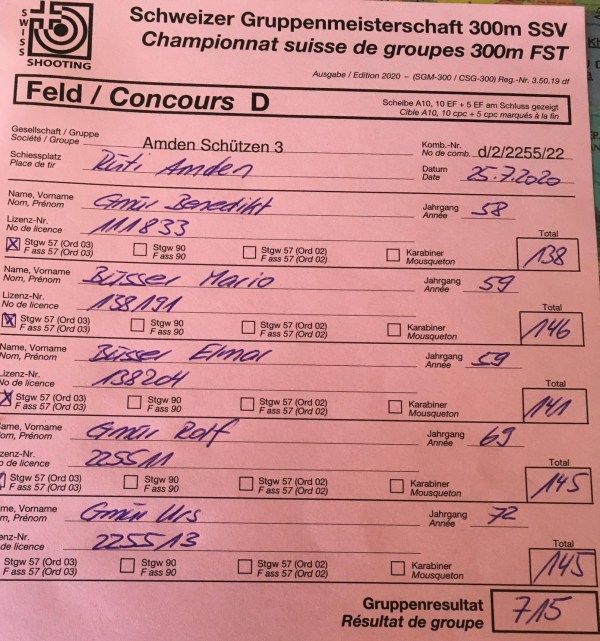 SWISS
SHOOTING
Schweizer Gruppenmeisterschaft 300m SSV
Championnat suisse de groupes 300m FST
Ausgabe / Edition 2020 – (SGM-300 / CSG-300) Reg.-Nr. 3.50.19 df
Feld / Concours D
Scheibe A10, 10 EF + 5 EF am Schluss gezeigt
Cible A10, 10 cpc + 5 cpc marqués à la fin
Gesellschaft / Gruppe
Société / Groupe
Amden Schützen 3
Komb.-Nr.
No de comb.
d/2/2255/22
Schiessplatz
Place de tir
Rüti Amden
Datum
Date
25.7.2020
Name, Vorname
Nom, Prénom
Gmür Benedikt
Jahrgang
Année
58
Lizenz-Nr.
No de licence
111833
Total
138
Stgw 57 (Ord 03)
F ass 57 (Ord 03)
Stgw 90
F ass 90
Stgw 57 (Ord 02)
F ass 57 (Ord 02)
Karabiner
Mousqueton
Name, Vorname
Nom, Prénom
Büsser Mario
Jahrgang
Année
59
Lizenz-Nr.
No de licence
138191
Total
146
Stgw 57 (Ord 03)
F ass 57 (Ord 03)
Stgw 90
F ass 90
Stgw 57 (Ord 02)
F ass 57 (Ord 02)
Karabiner
Mousqueton
Name, Vorname
Nom, Prénom
Büsser Elmar
Jahrgang
Année
59
Lizenz-Nr.
No de licence
138204
Total
141
Stgw 57 (Ord 03)
F ass 57 (Ord 03)
Stgw 90
F ass 90
Stgw 57 (Ord 02)
F ass 57 (Ord 02)
Karabiner
Mousqueton
ame, Vorname
om, Prénom
Gmür Rolf
Jahrgang
Année
69
zenz-Nr.
o de licence
225511
Total
145
Stgw 57 (Ord 03)
F ass 57 (Ord 03)
Stgw 90
F ass 90
Stgw 57 (Ord 02)
F ass 57 (Ord 02)
Karabiner
Mousqueton
me, Vorname
m, Prénom
Gmür Urs
Jahrgang
Année
72
enz-Nr.
de licence
225513
Total
145
Stgw 57 (Ord 03)
F ass 57 (Ord 03)
Stgw 90
F ass 90
Stgw 57 (Ord 02)
F ass 57 (Ord 02)
Karabiner
Mousqueton
Gruppenresultat
Résultat de groupe
715